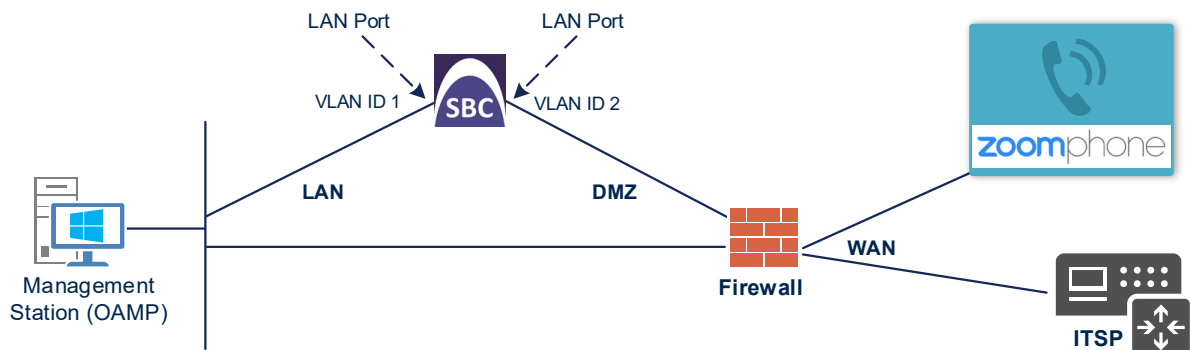 LAN Port
LAN Port
VLAN ID 1
SBC
VLAN ID 2
zoomphone
LAN
DMZ
WAN
Management
Station (OAMP)
Firewall
ITSP